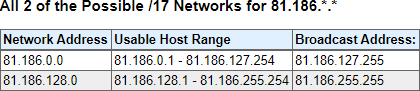 All 2 of the Possible /17 Networks for 81.186.*.*
Network Address Usable Host Range Broadcast Address:
81.186.0.0 81.186.0.1 - 81.186.127.254 81.186.127.255
81.186.128.0 81.186.128.1 - 81.186.255.254 81.186.255.255